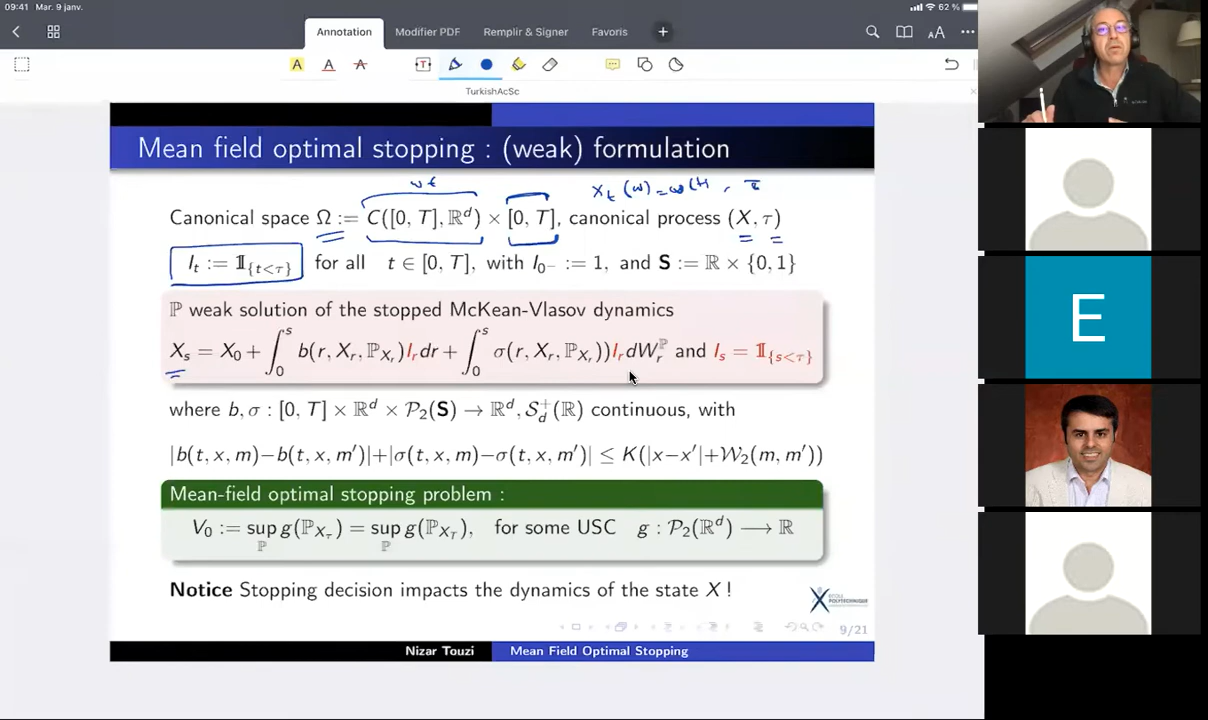 09:41 Mar. 9 janv.
62 %
Annotation Modifier PDF Remplir & Signer Favoris
TurkishAcSc
Mean field optimal stopping : (weak) formulation
X_t(ω)=ω(t)
Canonical space Ω := C([0, T], ℝ^d) × [0, T], canonical process (X, τ)
I_t := 𝟙_{t<τ} for all t ∈ [0, T], with I_{0−} := 1, and S := ℝ × {0, 1}
ℙ weak solution of the stopped McKean-Vlasov dynamics
X_s = X_0 + ∫_0^s b(r, X_r, ℙ_{X_r})I_r dr + ∫_0^s σ(r, X_r, ℙ_{X_r}))I_r dW_r^ℙ and I_s = 𝟙_{s<τ}
where b, σ : [0, T] × ℝ^d × 𝒫_2(S) → ℝ^d, 𝒮_d^+(ℝ) continuous, with
|b(t, x, m)−b(t, x, m′)|+|σ(t, x, m)−σ(t, x, m′)| ≤ K(|x−x′|+𝒲_2(m, m′))
Mean-field optimal stopping problem :
V_0 := sup_ℙ g(ℙ_{X_τ}) = sup_ℙ g(ℙ_{X_T}), for some USC g : 𝒫_2(ℝ^d) ⟶ ℝ
Notice Stopping decision impacts the dynamics of the state X !
ÉCOLE
POLYTECHNIQUE
9/21
Nizar Touzi Mean Field Optimal Stopping
E